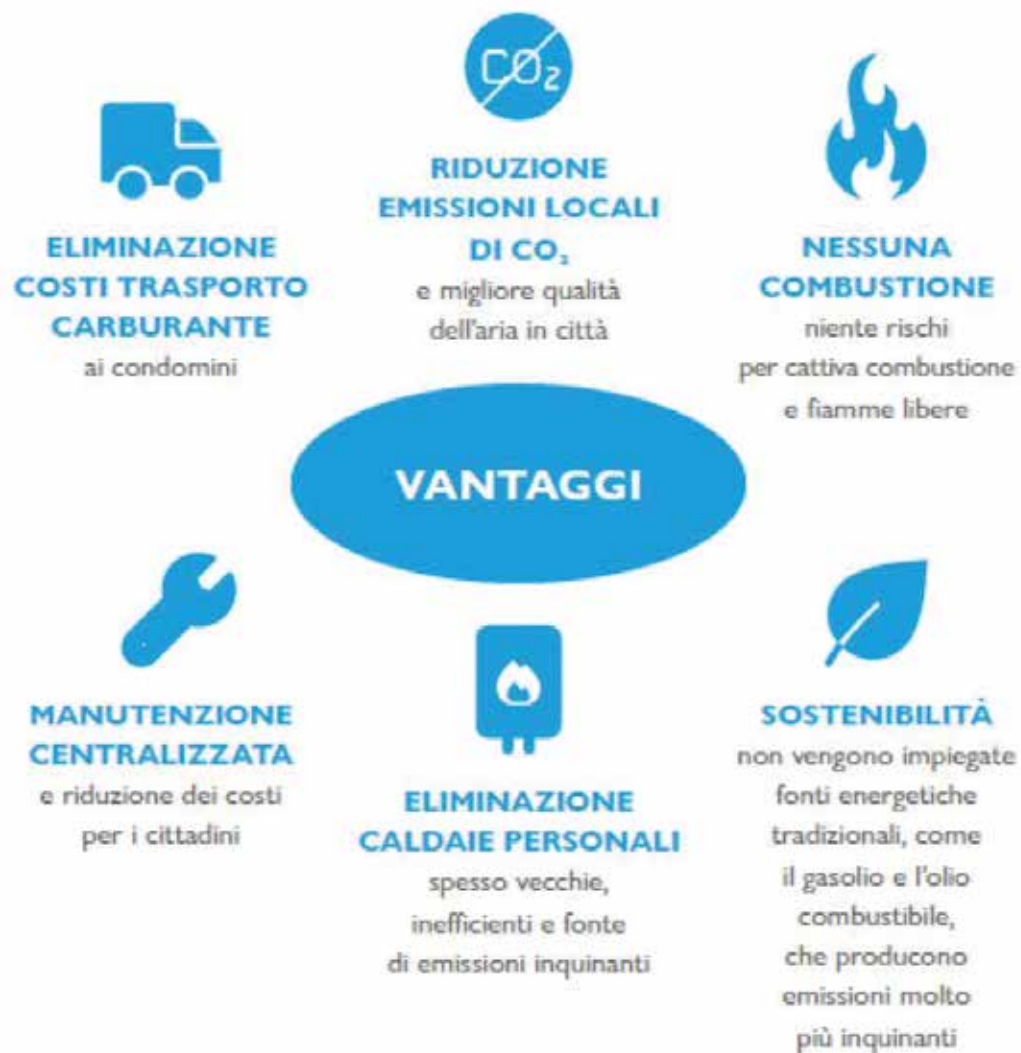 CO₂
ELIMINAZIONE
COSTI TRASPORTO
CARBURANTE
ai condomini
RIDUZIONE
EMISSIONI LOCALI
DI CO₂
e migliore qualità
dell'aria in città
NESSUNA
COMBUSTIONE
niente rischi
per cattiva combustione
e fiamme libere
VANTAGGI
MANUTENZIONE
CENTRALIZZATA
e riduzione dei costi
per i cittadini
ELIMINAZIONE
CALDAIE PERSONALI
spesso vecchie,
inefficienti e fonte
di emissioni inquinanti
SOSTENIBILITÀ
non vengono impiegate
fonti energetiche
tradizionali, come
il gasolio e l'olio
combustibile,
che producono
emissioni molto
più inquinanti